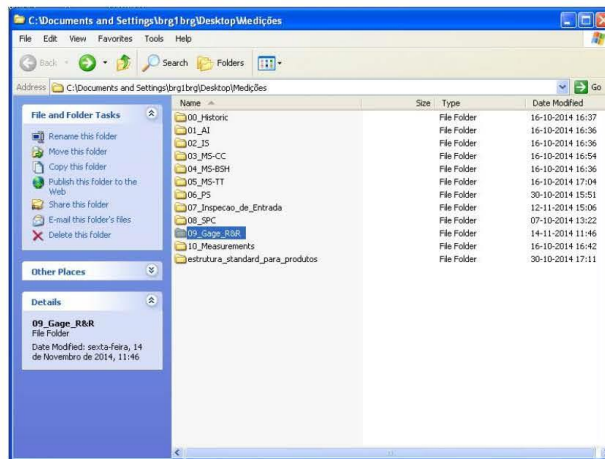 C:\Documents and Settings\brg1brg\Desktop\Medições
File Edit View Favorites Tools Help
Back Search Folders
Address C:\Documents and Settings\brg1brg\Desktop\Medições Go
File and Folder Tasks
Rename this folder
Move this folder
Copy this folder
Publish this folder to the
Web
Share this folder
E-mail this folder's files
Delete this folder
Other Places
Details
09_Gage_R&R
File Folder
Date Modified: sexta-feira, 14
de Novembro de 2014, 11:46
Name Size Type Date Modified
00_Historic File Folder 16-10-2014 16:37
01_AI File Folder 16-10-2014 16:36
02_IS File Folder 16-10-2014 16:36
03_MS-CC File Folder 16-10-2014 16:54
04_MS-BSH File Folder 16-10-2014 16:36
05_MS-TT File Folder 16-10-2014 17:04
06_PS File Folder 30-10-2014 15:51
07_Inspecao_de_Entrada File Folder 12-11-2014 15:06
08_SPC File Folder 07-10-2014 13:22
09_Gage_R&R File Folder 14-11-2014 11:46
10_Measurements File Folder 16-10-2014 16:42
estrutura_standard_para_produtos File Folder 30-10-2014 17:11